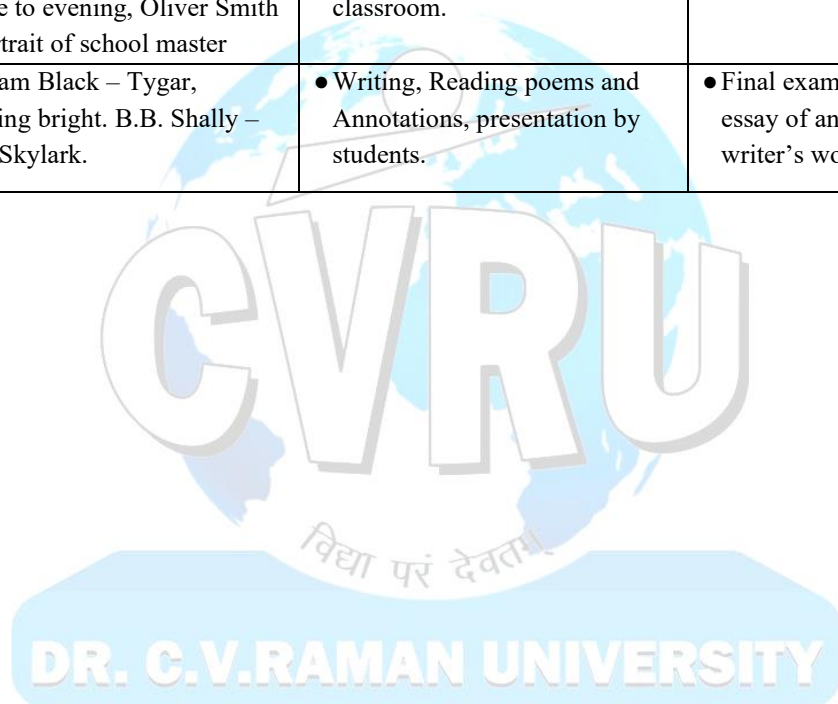 e to evening, Oliver Smith
trait of school master
classroom.
am Black – Tygar,
ing bright. B.B. Shally –
Skylark.
● Writing, Reading poems and
Annotations, presentation by
students.
● Final exam
essay of an
writer's wo
CVRU
विद्या परं देवतम्
DR. C.V.RAMAN UNIVERSITY